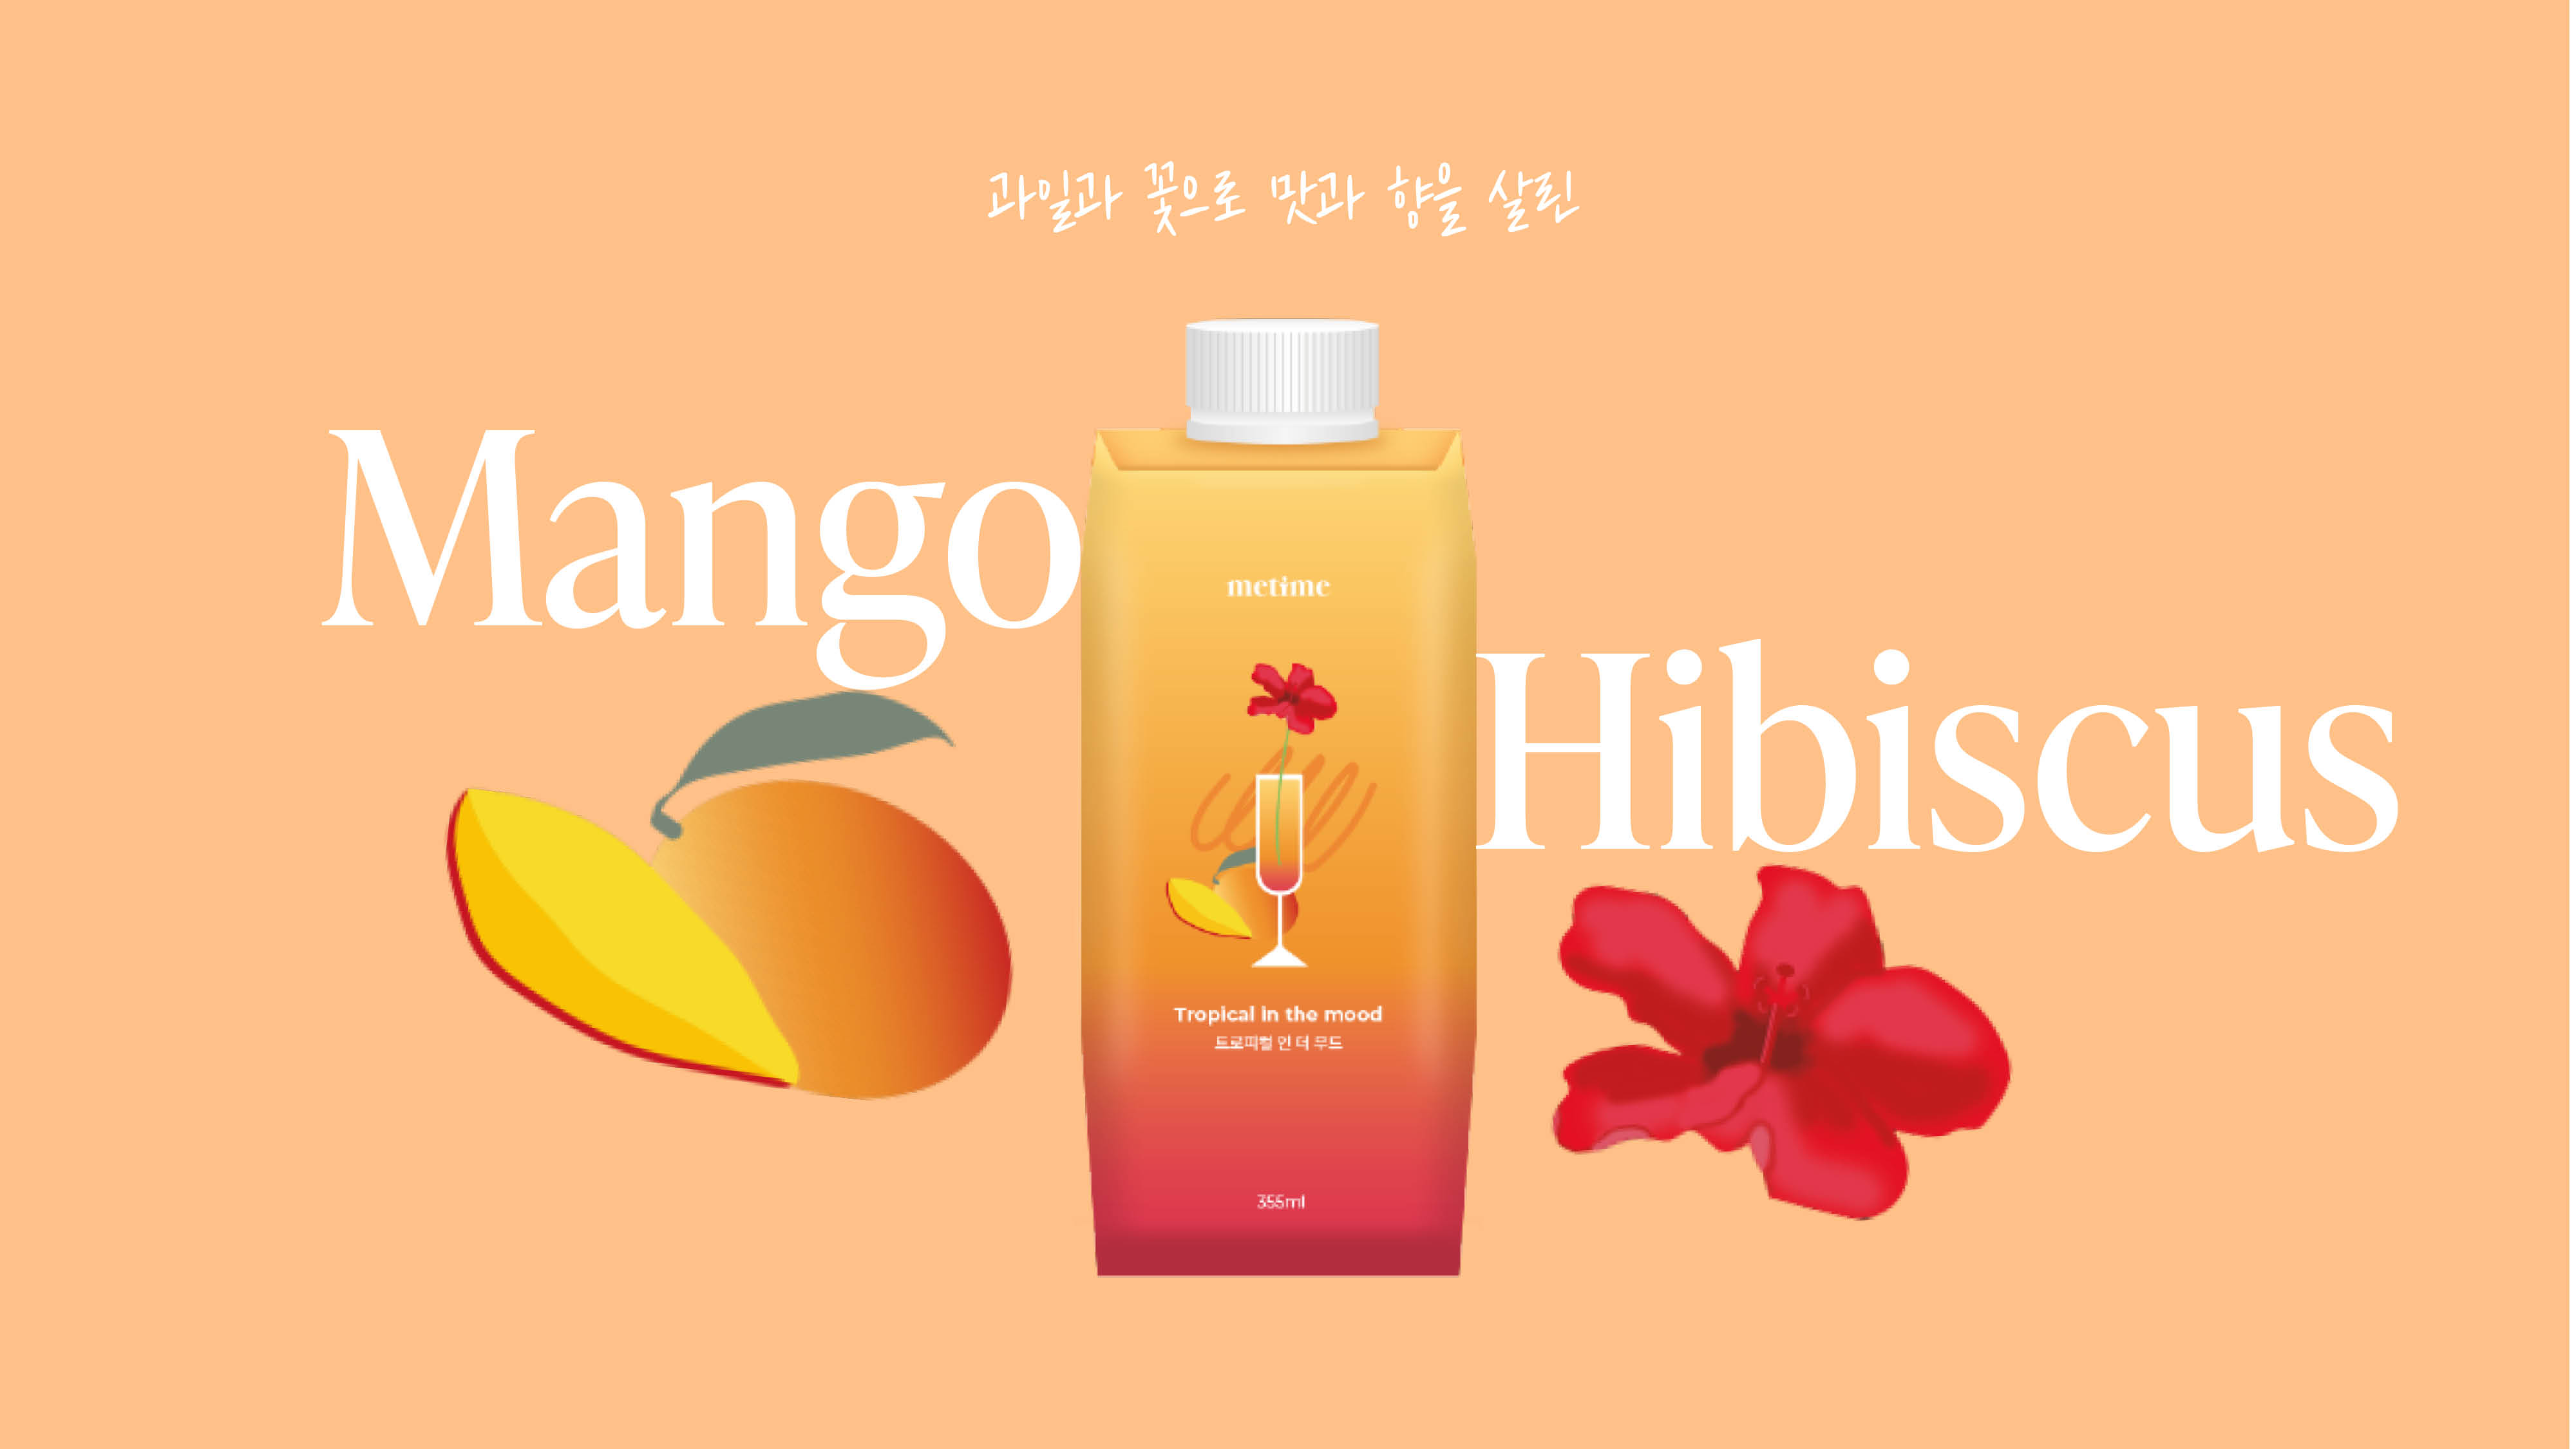 과일과 꽃으로 맛과 향을 살린
Mango
metime
Hibiscus
Tropical in the mood
트로피컬 인 더 무드
355ml